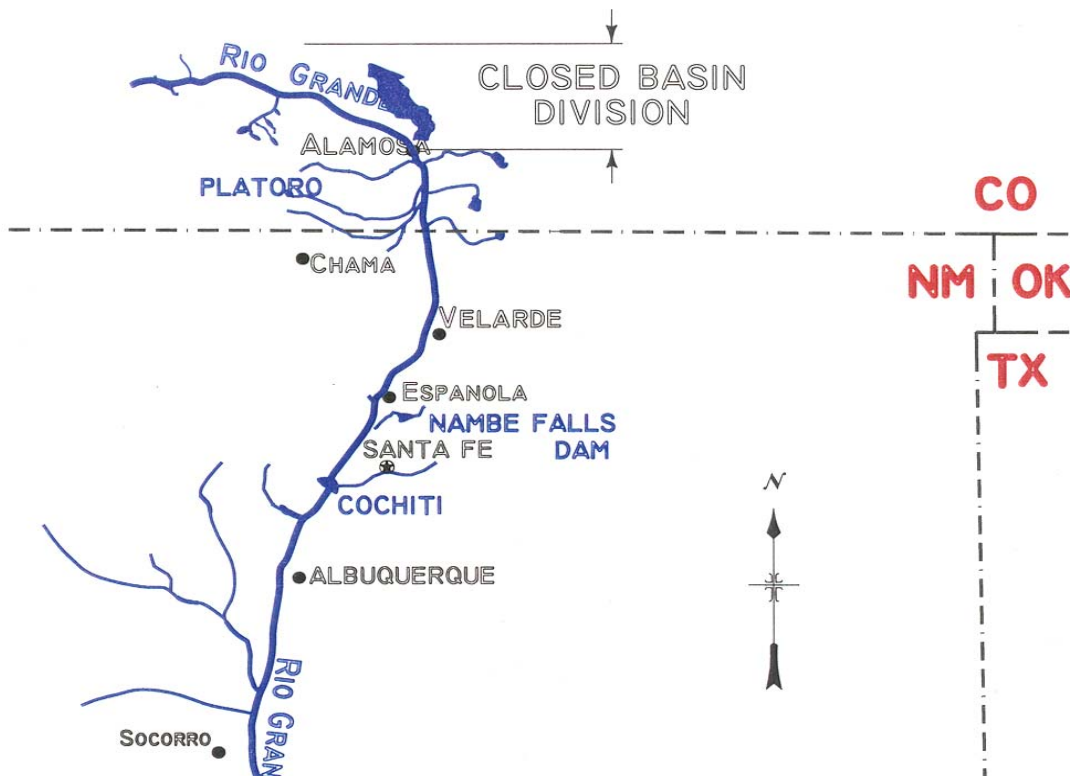 RIO GRANDE
CLOSED BASIN
DIVISION
ALAMOSA
PLATORO
CO
CHAMA
NM
OK
VELARDE
TX
ESPANOLA
NAMBE FALLS
DAM
SANTA FE
N
COCHITI
ALBUQUERQUE
RIO GRAN
SOCORRO